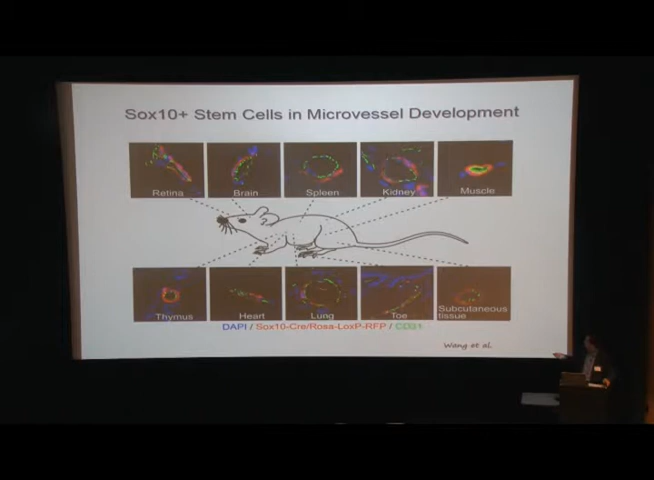 Sox10+ Stem Cells in Microvessel Development
Retina
Brain
Spleen
Kidney
Muscle
Thymus
Heart
Lung
Toe
Subcutaneous
tissue
DAPI / Sox10-Cre/Rosa-LoxP-RFP / CD31
Wang et al.